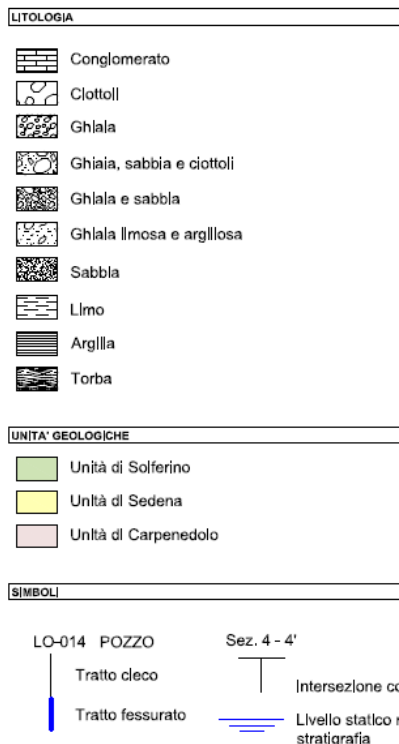 LITOLOGIA
Conglomerato
Ciottoli
Ghiaia
Ghiaia, sabbia e ciottoli
Ghiaia e sabbia
Ghiaia limosa e argillosa
Sabbia
Limo
Argilla
Torba
UNITA' GEOLOGICHE
Unità di Solferino
Unità di Sedena
Unità di Carpenedolo
SIMBOLI
LO-014 POZZO
Sez. 4 - 4'
Tratto cieco
Intersezione co
Tratto fessurato
Livello statico
stratigrafia